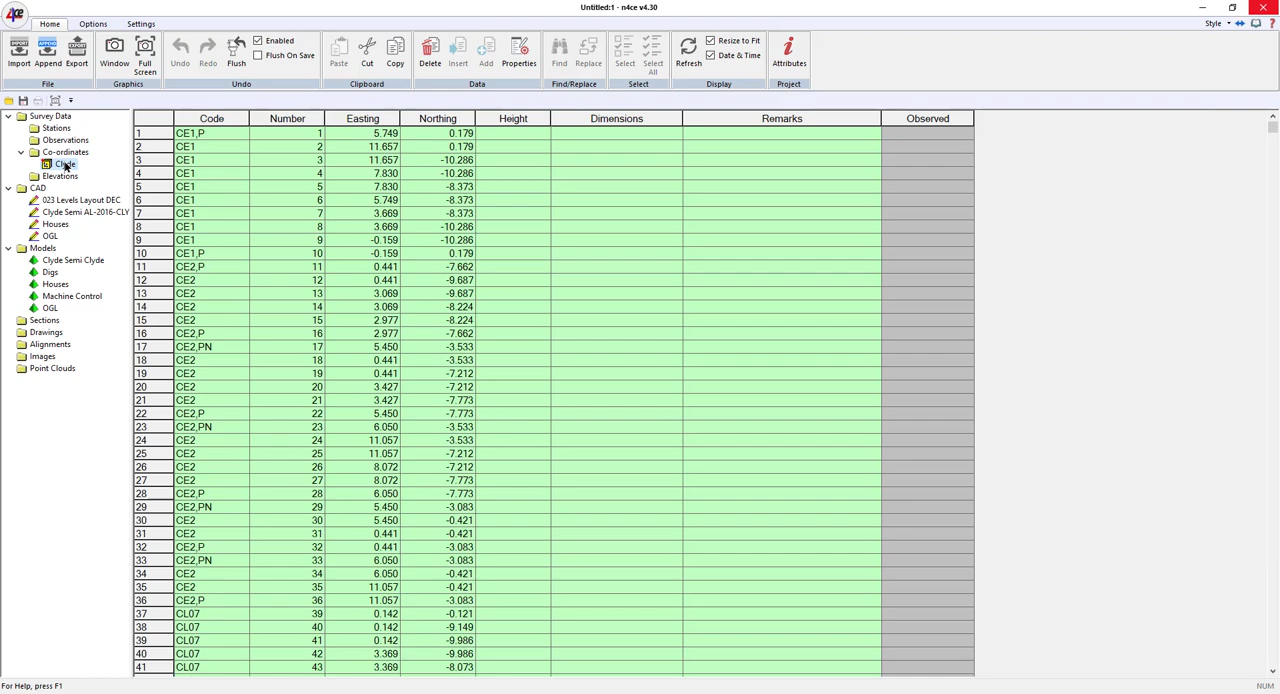 Untitled:1 - n4ce v4.30
4ce
Home Options Settings
Style
Import Append Export Window Full Screen Undo Redo Flush Enabled Flush On Save Paste Cut Copy Delete Insert Add Properties Find Replace Select Select All Refresh Resize to Fit Date & Time Attributes
File Graphics Undo Clipboard Data Find/Replace Select Display Project
Survey Data
Stations
Observations
Co-ordinates
Clyde
Elevations
CAD
023 Levels Layout DEC
Clyde Semi AL-2016-CLY
Houses
OGL
Models
Clyde Semi Clyde
Digs
Houses
Machine Control
OGL
Sections
Drawings
Alignments
Images
Point Clouds
Code Number Easting Northing Height Dimensions Remarks Observed
1 CE1,P 1 5.749 0.179
2 CE1 2 11.657 0.179
3 CE1 3 11.657 -10.286
4 CE1 4 7.830 -10.286
5 CE1 5 7.830 -8.373
6 CE1 6 5.749 -8.373
7 CE1 7 3.669 -8.373
8 CE1 8 3.669 -10.286
9 CE1 9 -0.159 -10.286
10 CE1,P 10 -0.159 0.179
11 CE2,P 11 0.441 -7.662
12 CE2 12 0.441 -9.687
13 CE2 13 3.069 -9.687
14 CE2 14 3.069 -8.224
15 CE2 15 2.977 -8.224
16 CE2,P 16 2.977 -7.662
17 CE2,PN 17 5.450 -3.533
18 CE2 18 0.441 -3.533
19 CE2 19 0.441 -7.212
20 CE2 20 3.427 -7.212
21 CE2 21 3.427 -7.773
22 CE2,P 22 5.450 -7.773
23 CE2,PN 23 6.050 -3.533
24 CE2 24 11.057 -3.533
25 CE2 25 11.057 -7.212
26 CE2 26 8.072 -7.212
27 CE2 27 8.072 -7.773
28 CE2,P 28 6.050 -7.773
29 CE2,PN 29 5.450 -3.083
30 CE2 30 5.450 -0.421
31 CE2 31 0.441 -0.421
32 CE2,P 32 0.441 -3.083
33 CE2,PN 33 6.050 -3.083
34 CE2 34 6.050 -0.421
35 CE2 35 11.057 -0.421
36 CE2,P 36 11.057 -3.083
37 CL07 39 0.142 -0.121
38 CL07 40 0.142 -9.149
39 CL07 41 0.142 -9.986
40 CL07 42 3.369 -9.986
41 CL07 43 3.369 -8.073
For Help, press F1
NUM